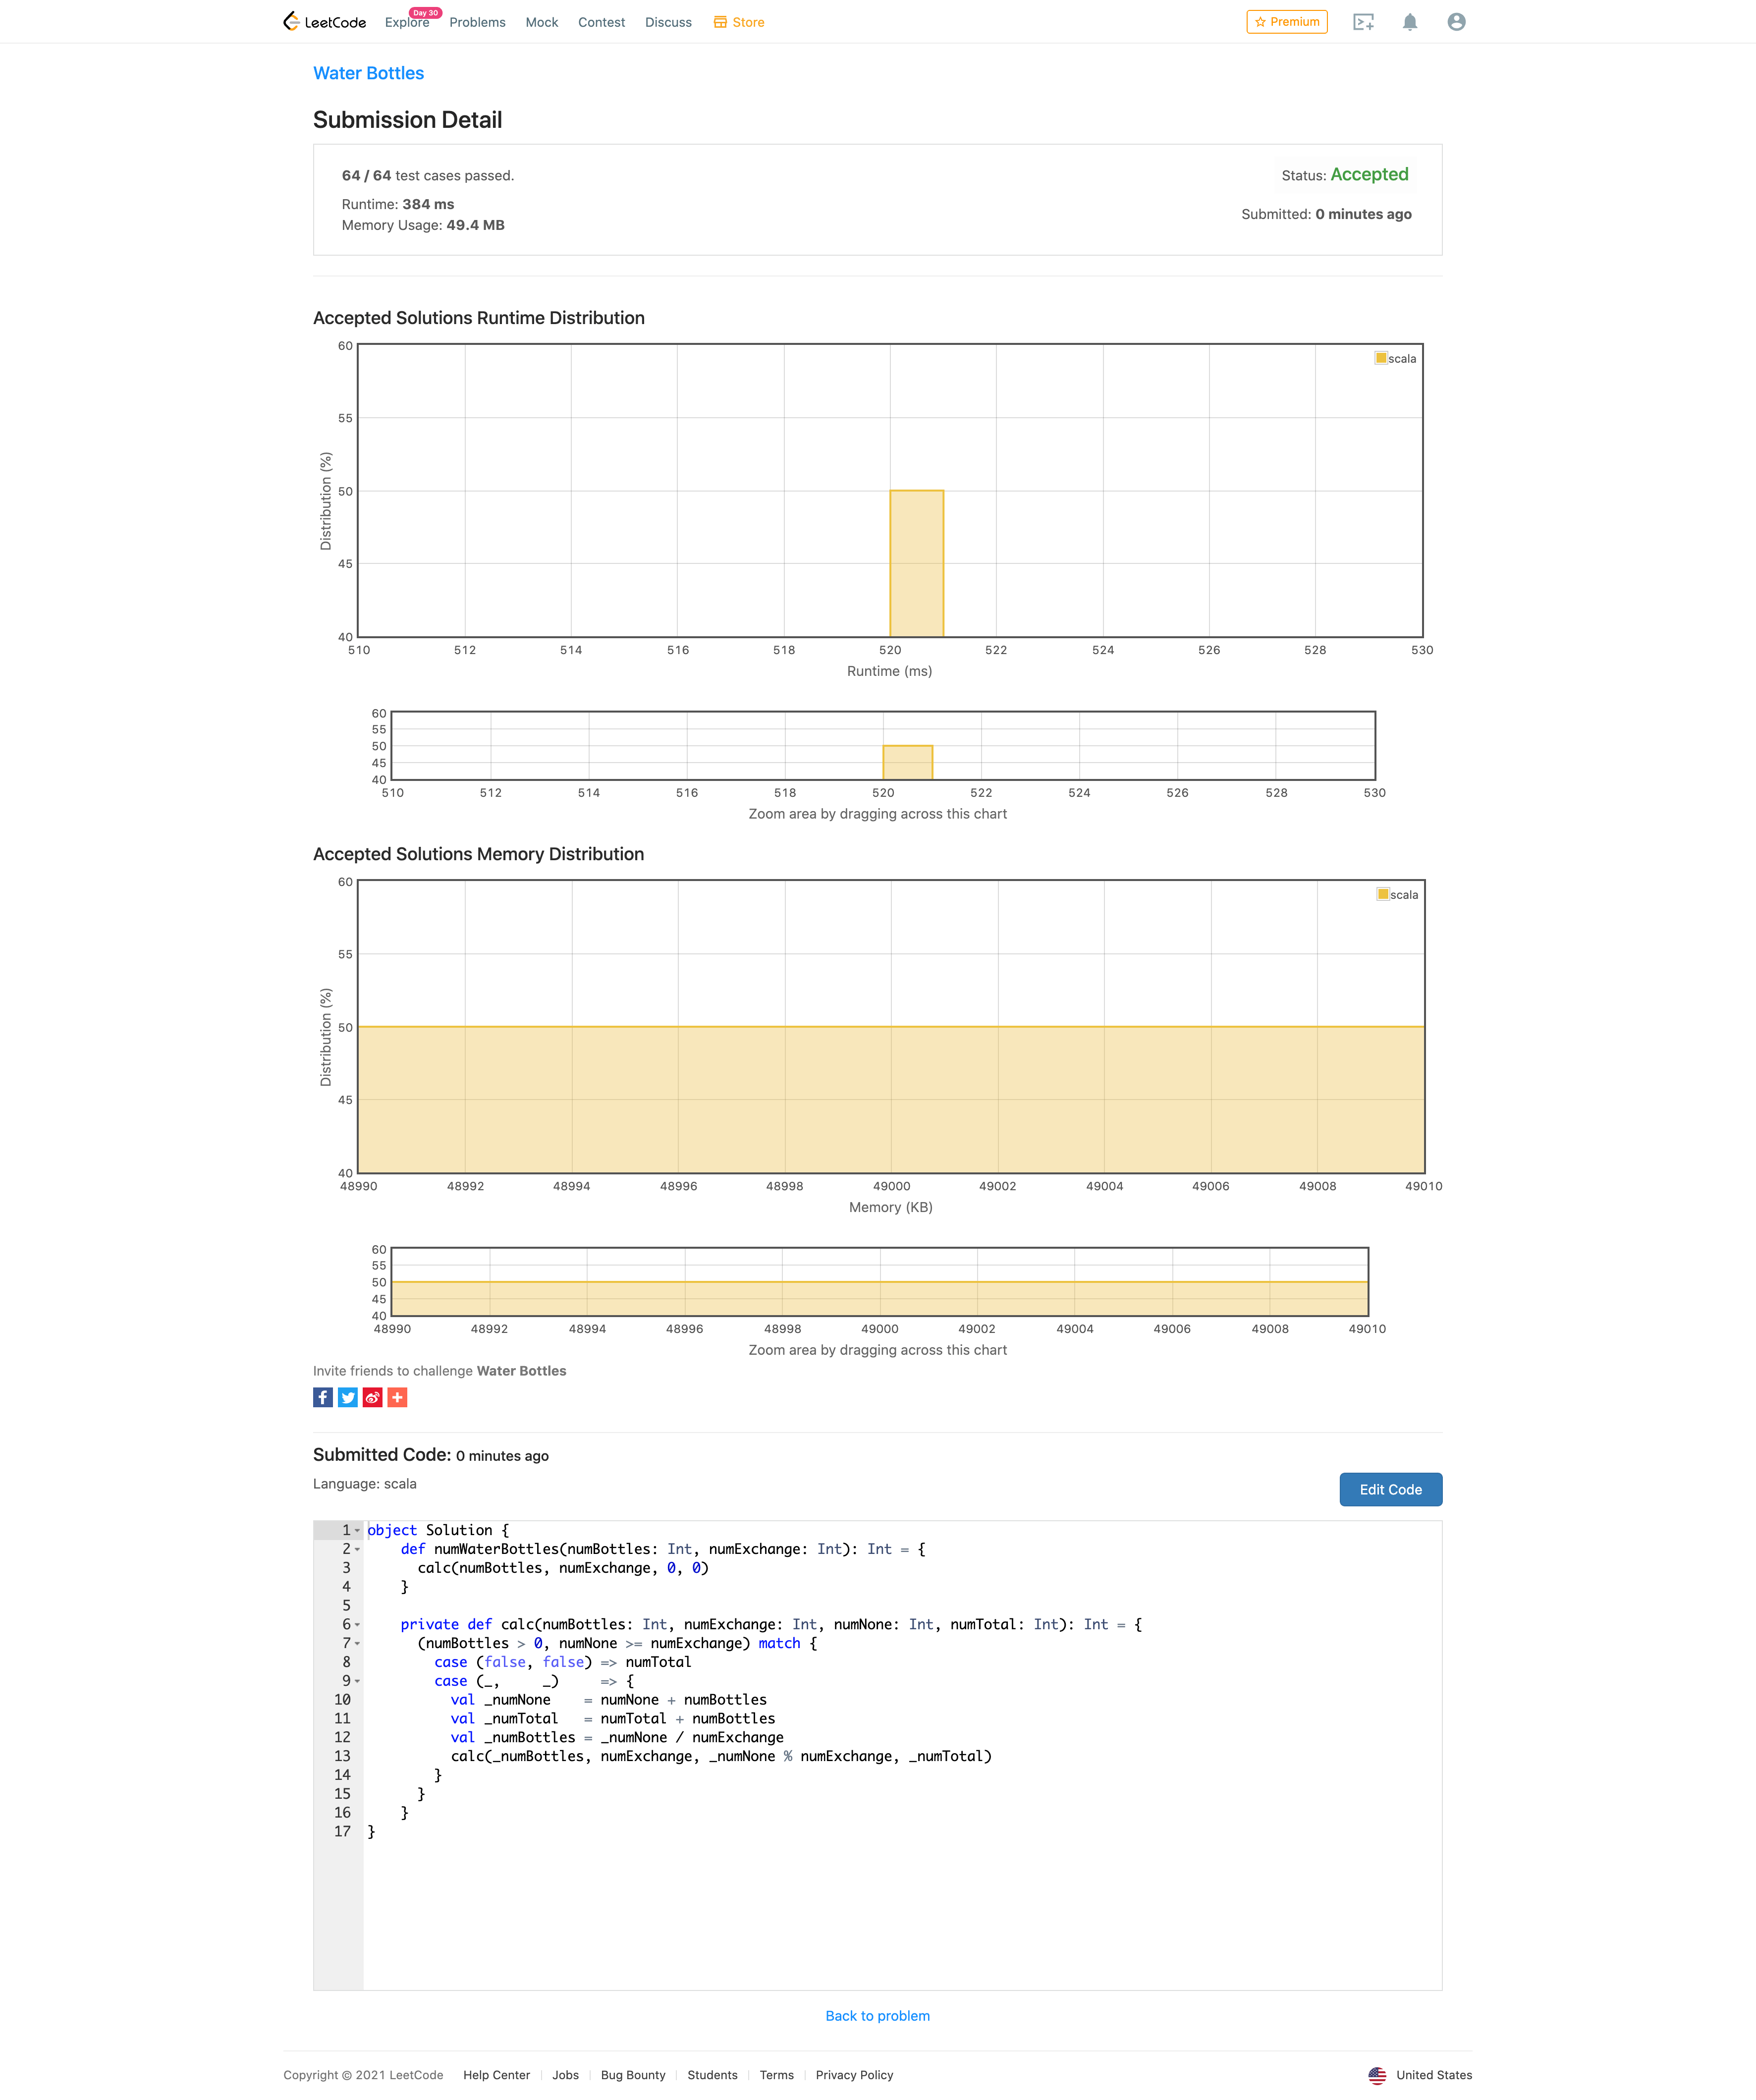 LeetCode Explore Day 30 Problems Mock Contest Discuss Store Premium
Water Bottles
Submission Detail
64 / 64 test cases passed.
Status: Accepted
Runtime: 384 ms
Submitted: 0 minutes ago
Memory Usage: 49.4 MB
Accepted Solutions Runtime Distribution
60
scala
55
50
45
40
Distribution (%)
510 512 514 516 518 520 522 524 526 528 530
Runtime (ms)
60
55
50
45
40
510 512 514 516 518 520 522 524 526 528 530
Zoom area by dragging across this chart
Accepted Solutions Memory Distribution
60
scala
55
50
45
40
Distribution (%)
48990 48992 48994 48996 48998 49000 49002 49004 49006 49008 49010
Memory (KB)
60
55
50
45
40
48990 48992 48994 48996 48998 49000 49002 49004 49006 49008 49010
Zoom area by dragging across this chart
Invite friends to challenge Water Bottles
Submitted Code: 0 minutes ago
Language: scala
Edit Code
1 object Solution {
2     def numWaterBottles(numBottles: Int, numExchange: Int): Int = {
3       calc(numBottles, numExchange, 0, 0)
4     }
5
6     private def calc(numBottles: Int, numExchange: Int, numNone: Int, numTotal: Int): Int = {
7       (numBottles > 0, numNone >= numExchange) match {
8         case (false, false) => numTotal
9         case (_,     _)     => {
10           val _numNone    = numNone + numBottles
11           val _numTotal   = numTotal + numBottles
12           val _numBottles = _numNone / numExchange
13           calc(_numBottles, numExchange, _numNone % numExchange, _numTotal)
14         }
15       }
16     }
17 }
Back to problem
Copyright © 2021 LeetCode Help Center Jobs Bug Bounty Students Terms Privacy Policy United States